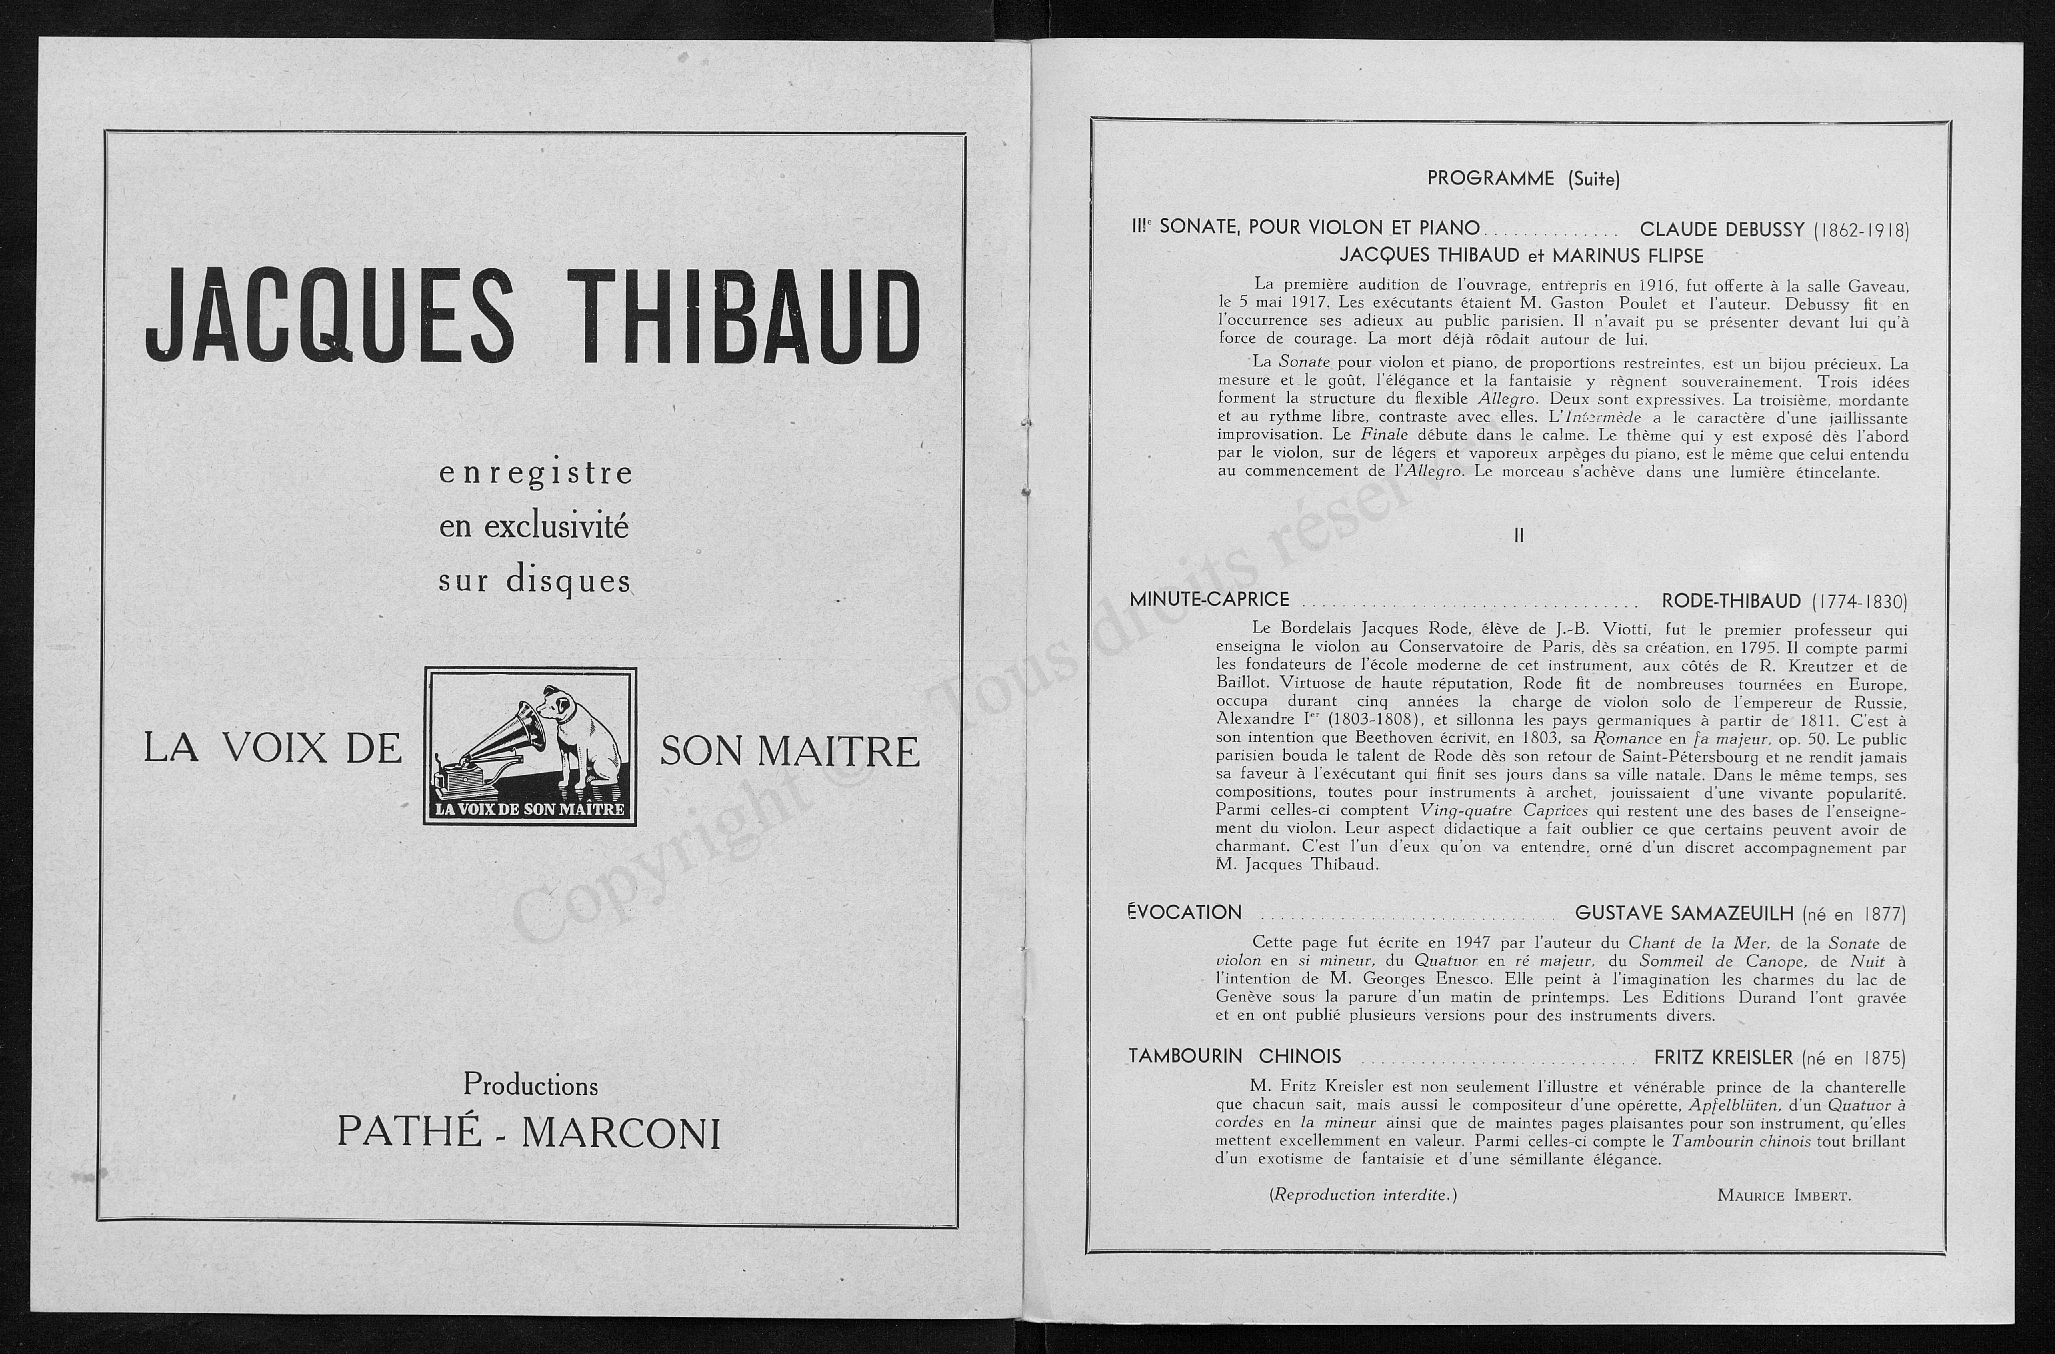 JACQUES THIBAUD
enregistre
en exclusivité
sur disques
LA VOIX DE SON MAITRE
LA VOIX DE SON MAÎTRE
Productions
PATHÉ - MARCONI
PROGRAMME (Suite)
IIIe SONATE, POUR VIOLON ET PIANO.............. CLAUDE DEBUSSY (1862-1918)
JACQUES THIBAUD et MARINUS FLIPSE
La première audition de l'ouvrage, entrepris en 1916, fut offerte à la salle Gaveau,
le 5 mai 1917. Les exécutants étaient M. Gaston Poulet et l'auteur. Debussy fit en
l'occurrence ses adieux au public parisien. Il n'avait pu se présenter devant lui qu'à
force de courage. La mort déjà rôdait autour de lui.
La Sonate pour violon et piano, de proportions restreintes, est un bijou précieux. La
mesure et le goût, l'élégance et la fantaisie y règnent souverainement. Trois idées
forment la structure du flexible Allegro. Deux sont expressives. La troisième, mordante
et au rythme libre, contraste avec elles. L'Intermède a le caractère d'une jaillissante
improvisation. Le Finale débute dans le calme. Le thème qui y est exposé dès l'abord
par le violon, sur de légers et vaporeux arpèges du piano, est le même que celui entendu
au commencement de l'Allegro. Le morceau s'achève dans une lumière étincelante.
II
MINUTE-CAPRICE .................................. RODE-THIBAUD (1774-1830)
Le Bordelais Jacques Rode, élève de J.-B. Viotti, fut le premier professeur qui
enseigna le violon au Conservatoire de Paris, dès sa création, en 1795. Il compte parmi
les fondateurs de l'école moderne de cet instrument, aux côtés de R. Kreutzer et de
Baillot. Virtuose de haute réputation, Rode fit de nombreuses tournées en Europe,
occupa durant cinq années la charge de violon solo de l'empereur de Russie,
Alexandre Ier (1803-1808), et sillonna les pays germaniques à partir de 1811. C'est à
son intention que Beethoven écrivit, en 1803, sa Romance en fa majeur, op. 50. Le public
parisien bouda le talent de Rode dès son retour de Saint-Pétersbourg et ne rendit jamais
sa faveur à l'exécutant qui finit ses jours dans sa ville natale. Dans le même temps, ses
compositions, toutes pour instruments à archet, jouissaient d'une vivante popularité.
Parmi celles-ci comptent Ving-quatre Caprices qui restent une des bases de l'enseigne-
ment du violon. Leur aspect didactique a fait oublier ce que certains peuvent avoir de
charmant. C'est l'un d'eux qu'on va entendre, orné d'un discret accompagnement par
M. Jacques Thibaud.
ÉVOCATION .............................. GUSTAVE SAMAZEUILH (né en 1877)
Cette page fut écrite en 1947 par l'auteur du Chant de la Mer, de la Sonate de
violon en si mineur, du Quatuor en ré majeur, du Sommeil de Canope, de Nuit à
l'intention de M. Georges Enesco. Elle peint à l'imagination les charmes du lac de
Genève sous la parure d'un matin de printemps. Les Editions Durand l'ont gravée
et en ont publié plusieurs versions pour des instruments divers.
TAMBOURIN CHINOIS ............................ FRITZ KREISLER (né en 1875)
M. Fritz Kreisler est non seulement l'illustre et vénérable prince de la chanterelle
que chacun sait, mais aussi le compositeur d'une opérette, Apfelblüten, d'un Quatuor à
cordes en la mineur ainsi que de maintes pages plaisantes pour son instrument, qu'elles
mettent excellemment en valeur. Parmi celles-ci compte le Tambourin chinois tout brillant
d'un exotisme de fantaisie et d'une sémillante élégance.
(Reproduction interdite.) MAURICE IMBERT.
Copyright © Tous droits réservés